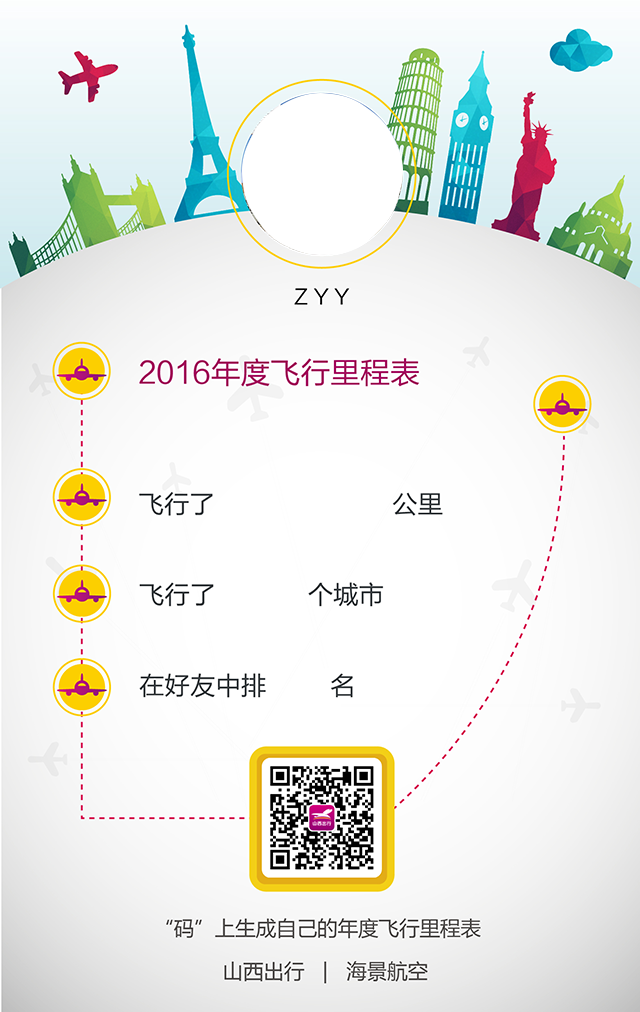 ZYY
2016年度飞行里程表
飞行了 公里
飞行了 个城市
在好友中排 名
山西出行
“码”上生成自己的年度飞行里程表
山西出行 | 海景航空